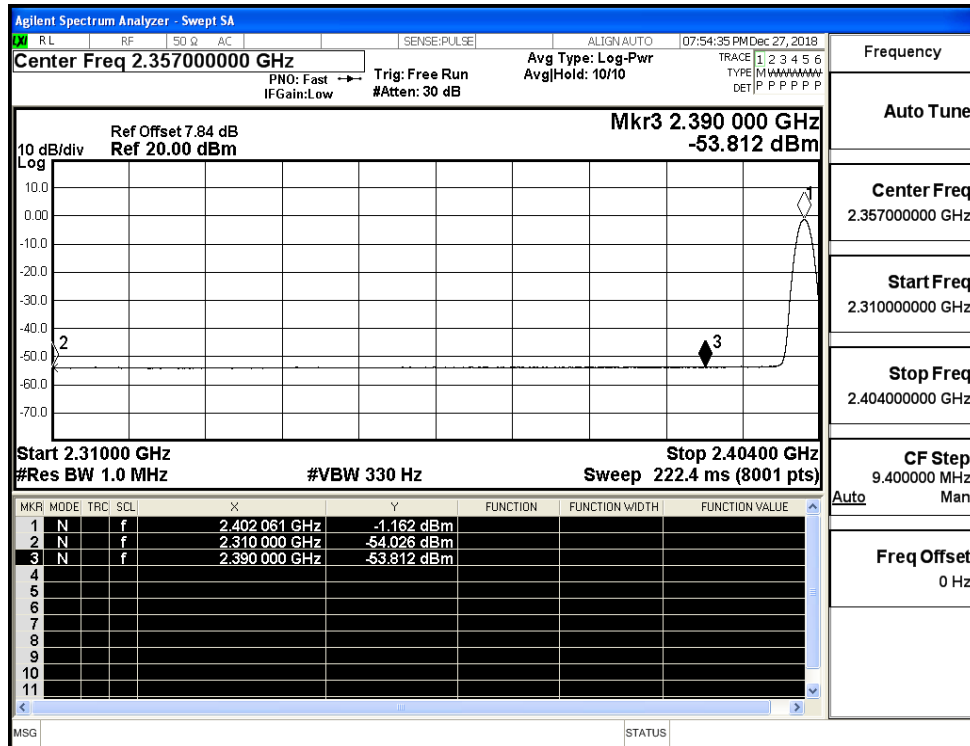 Agilent Spectrum Analyzer - Swept SA
LXI RL RF 50 Ω AC SENSE:PULSE ALIGN AUTO 07:54:35 PM Dec 27, 2018
Center Freq 2.357000000 GHz
PNO: Fast
IFGain:Low
Trig: Free Run
#Atten: 30 dB
Avg Type: Log-Pwr
Avg|Hold: 10/10
TRACE 1 2 3 4 5 6
TYPE M WWWWW
DET P P P P P P
Ref Offset 7.84 dB
10 dB/div Ref 20.00 dBm
Log
Mkr3 2.390 000 GHz
-53.812 dBm
10.0
0.00
-10.0
-20.0
-30.0
-40.0
-50.0
-60.0
-70.0
1
2
3
Start 2.31000 GHz Stop 2.40400 GHz
#Res BW 1.0 MHz #VBW 330 Hz Sweep 222.4 ms (8001 pts)
MKR MODE TRC SCL X Y FUNCTION FUNCTION WIDTH FUNCTION VALUE
1 N f 2.402 061 GHz -1.162 dBm
2 N f 2.310 000 GHz -54.026 dBm
3 N f 2.390 000 GHz -53.812 dBm
4
5
6
7
8
9
10
11
MSG STATUS
Frequency
Auto Tune
Center Freq
2.357000000 GHz
Start Freq
2.310000000 GHz
Stop Freq
2.404000000 GHz
CF Step
9.400000 MHz
Auto Man
Freq Offset
0 Hz